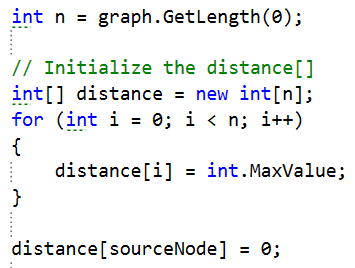 int n = graph.GetLength(0);
// Initialize the distance[]
int[] distance = new int[n];
for (int i = 0; i < n; i++)
{
    distance[i] = int.MaxValue;
}
distance[sourceNode] = 0;